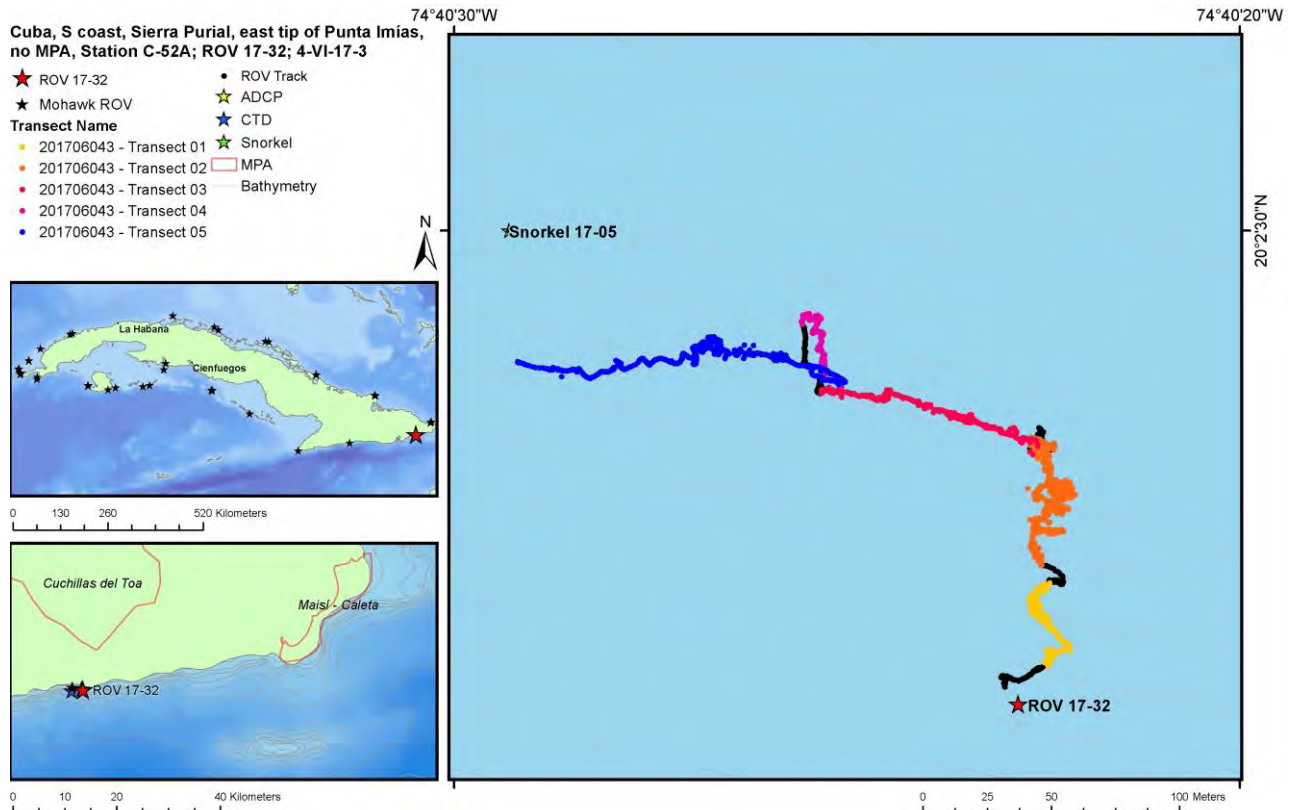 Cuba, S coast, Sierra Purial, east tip of Punta Imías,
no MPA, Station C-52A; ROV 17-32; 4-VI-17-3
ROV 17-32
Mohawk ROV
Transect Name
201706043 - Transect 01
201706043 - Transect 02
201706043 - Transect 03
201706043 - Transect 04
201706043 - Transect 05
ROV Track
ADCP
CTD
Snorkel
MPA
Bathymetry
N
La Habana
Cienfuegos
0 130 260 520 Kilometers
Cuchillas del Toa
Maisí - Caleta
ROV 17-32
0 10 20 40 Kilometers
74°40'30"W
74°40'20"W
20°2'30"N
Snorkel 17-05
ROV 17-32
0 25 50 100 Meters